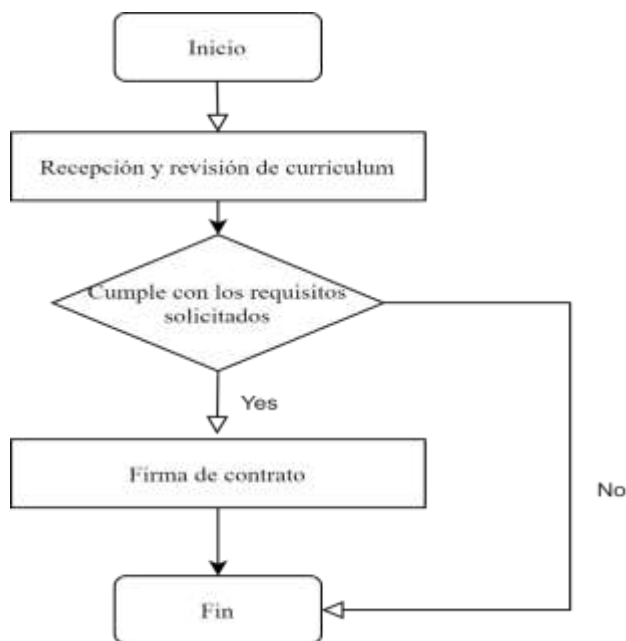 Inicio
Recepción y revisión de curriculum
Cumple con los requisitos
solicitados
Yes
Firma de contrato
No
Fin